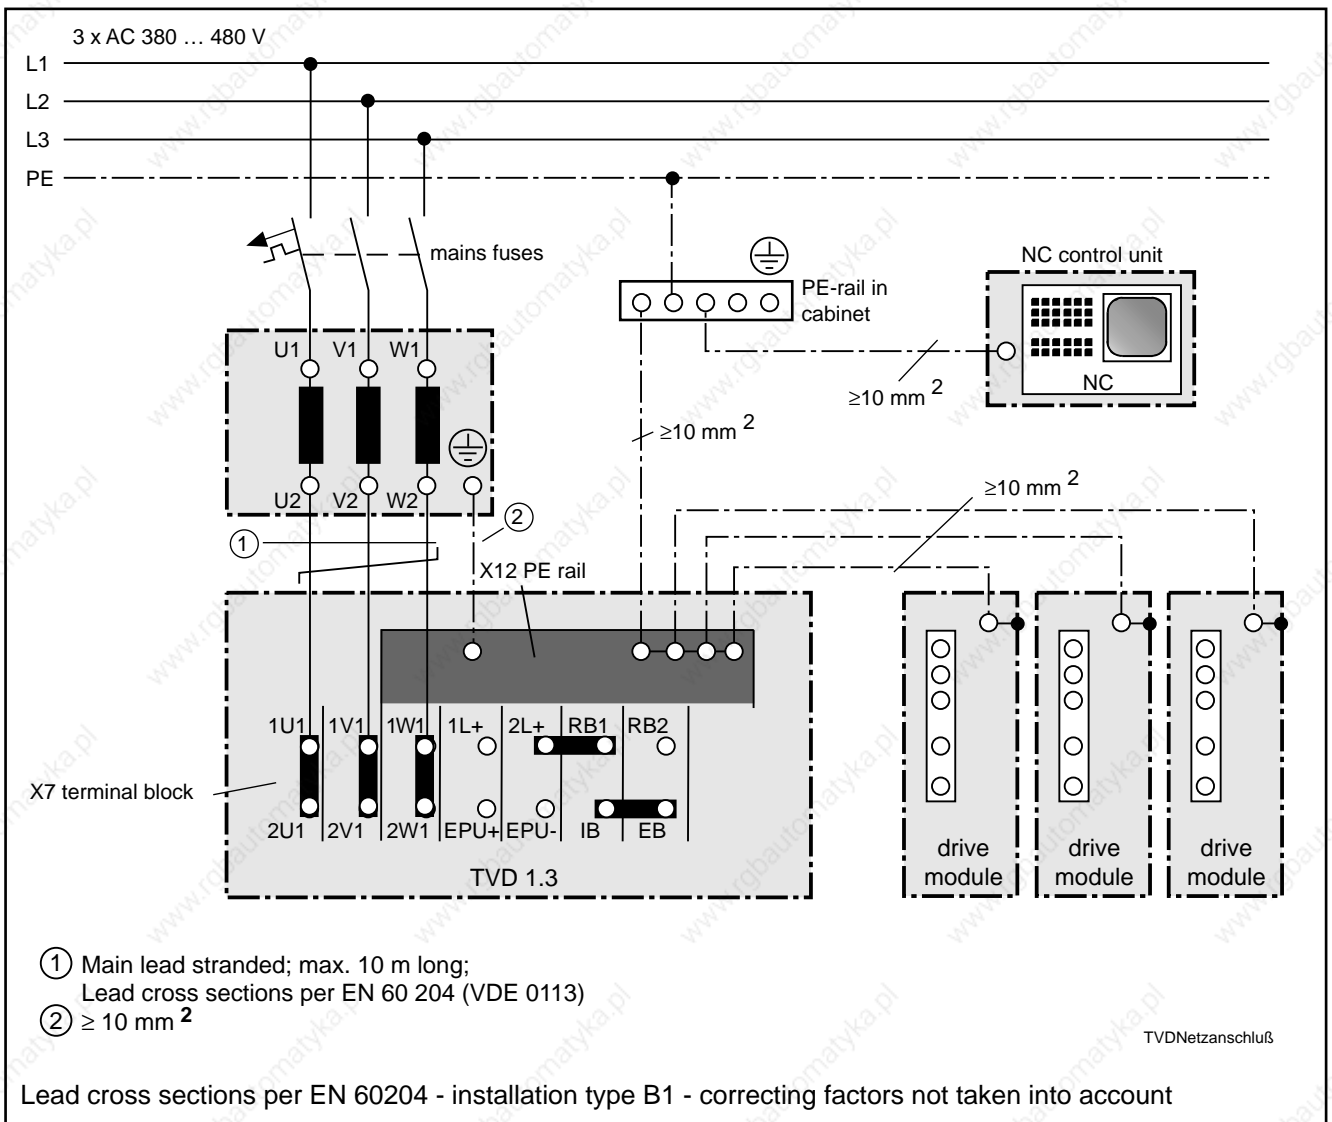 3 x AC 380 … 480 V
L1
L2
L3
PE
mains fuses
PE-rail in
cabinet
NC control unit
NC
U1 V1 W1
≥10 mm 2
≥10 mm 2
U2 V2 W2
≥10 mm 2
1
2
X12 PE rail
1U1 1V1 1W1 1L+ 2L+ RB1 RB2
X7 terminal block
2U1 2V1 2W1 EPU+ EPU- IB EB
TVD 1.3
drive
module
drive
module
drive
module
1 Main lead stranded; max. 10 m long;
Lead cross sections per EN 60 204 (VDE 0113)
2 ≥ 10 mm 2
TVDNetzanschluß
Lead cross sections per EN 60204 - installation type B1 - correcting factors not taken into account
www.rgbautomatyka.pl